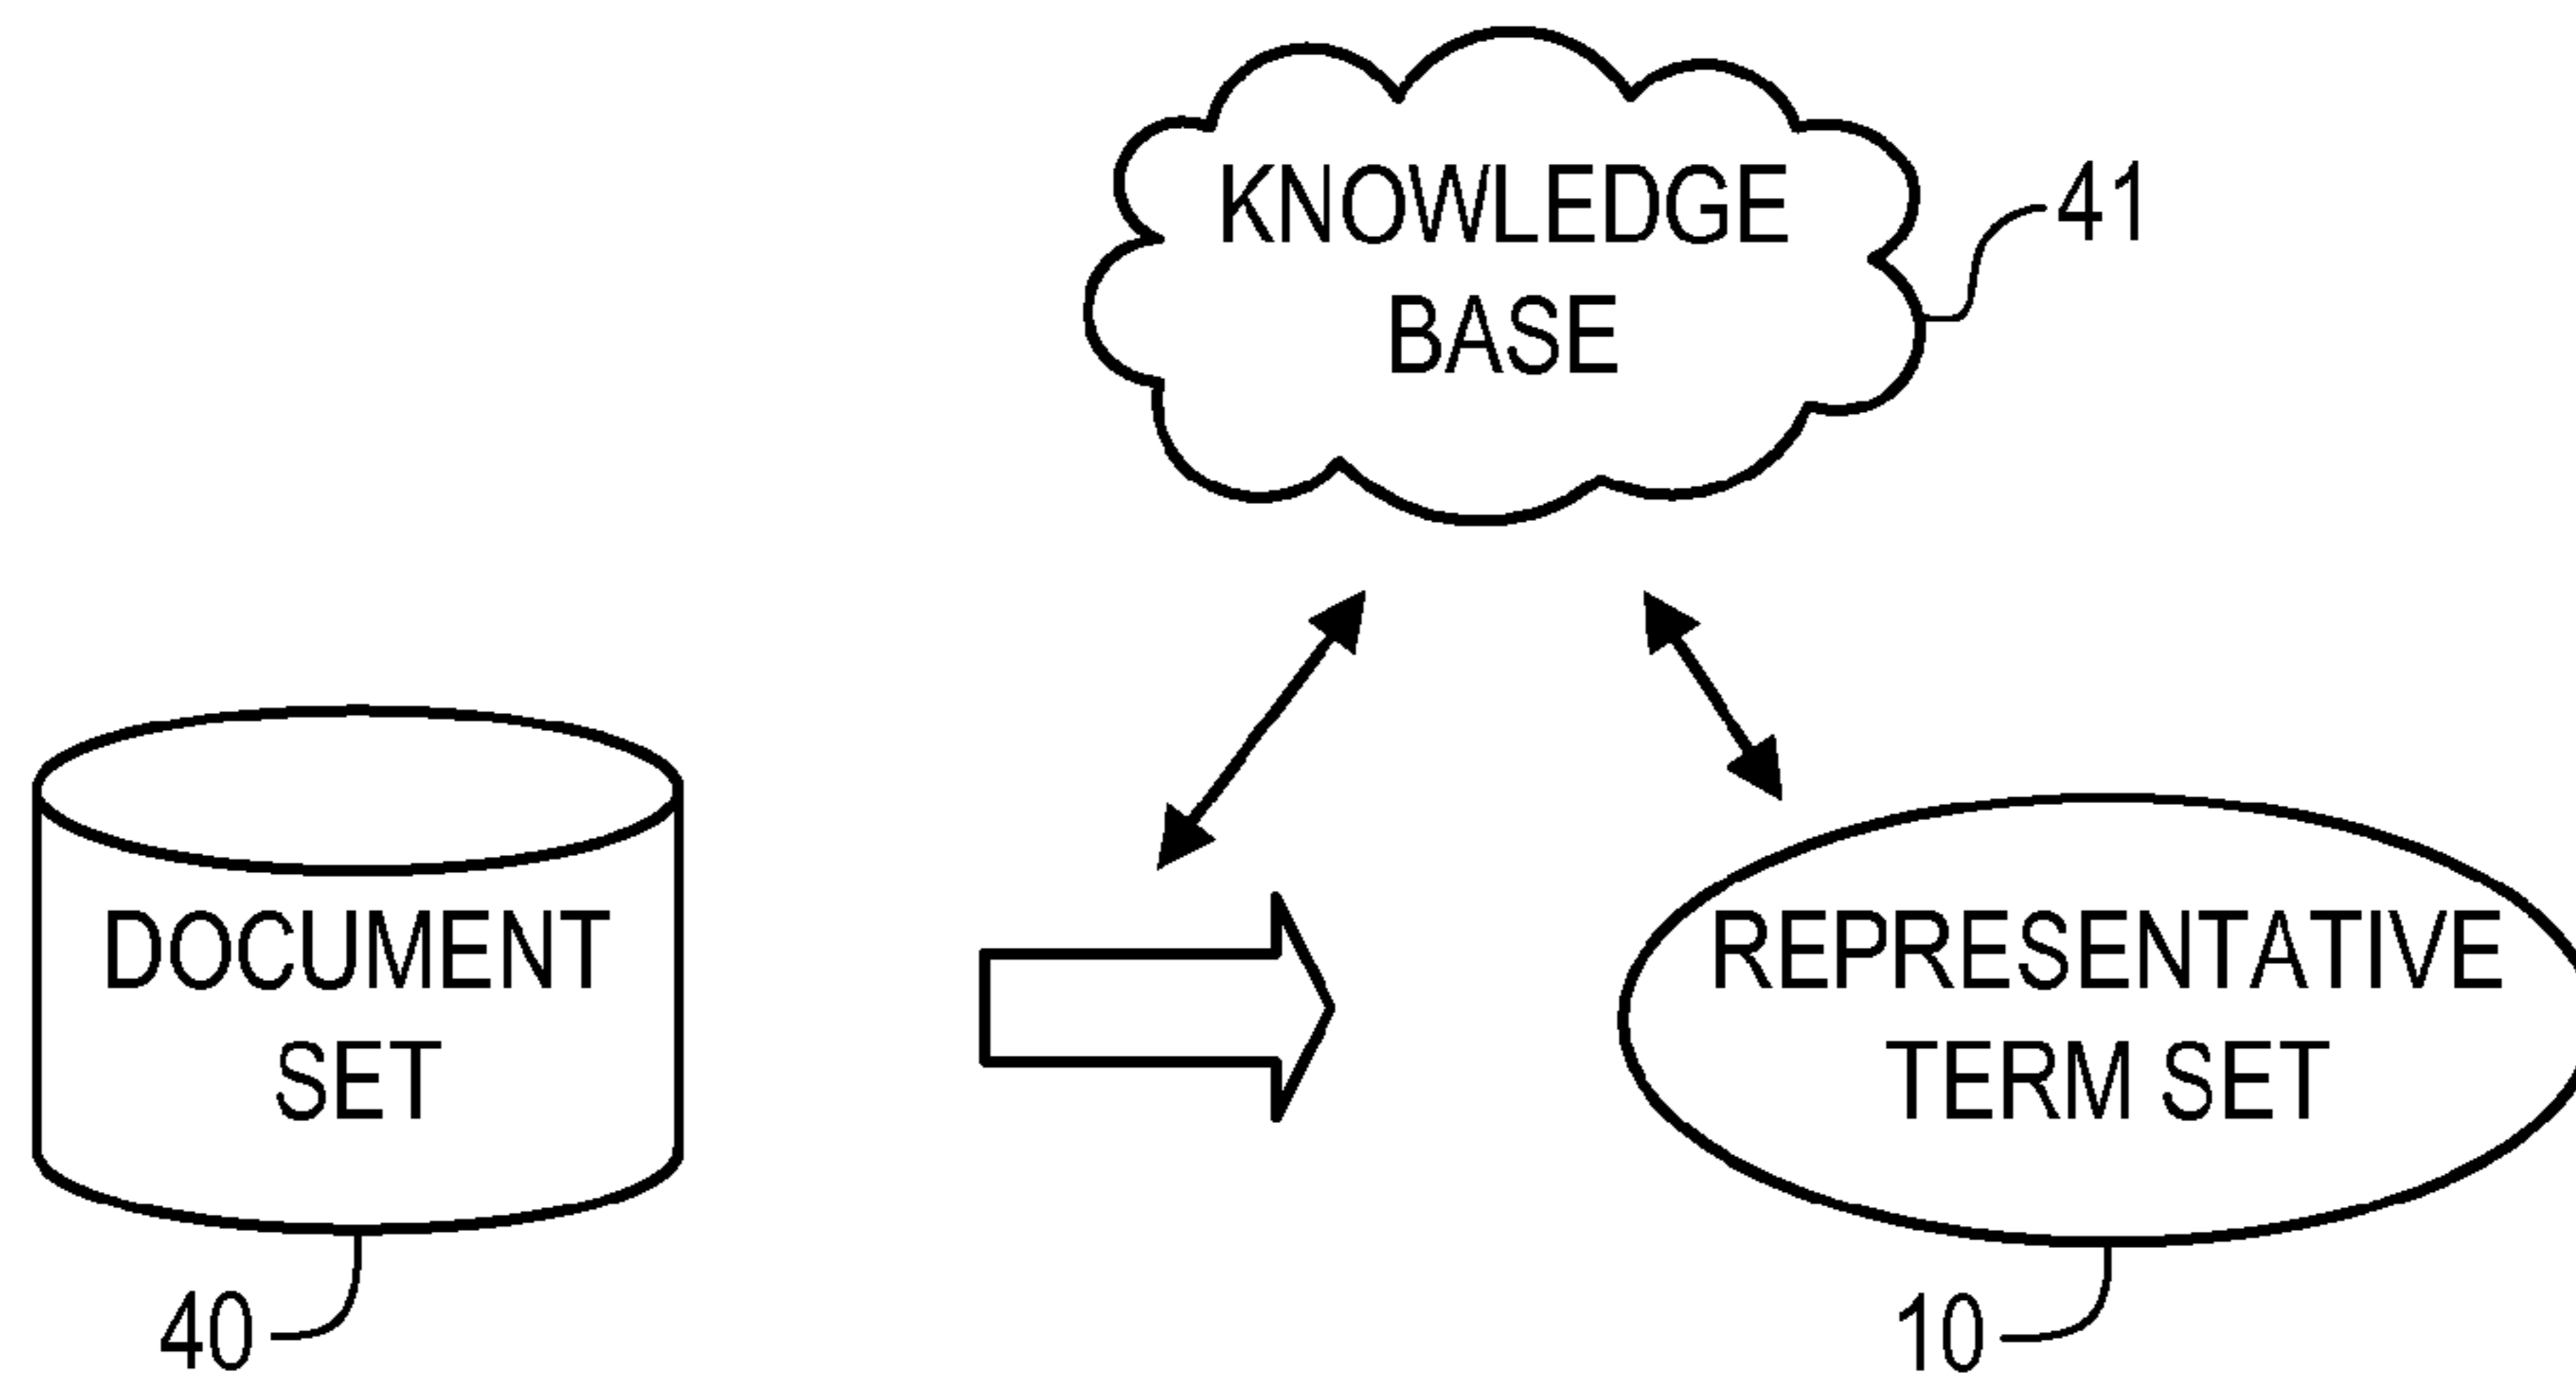 KNOWLEDGE
BASE
41
DOCUMENT
SET
40
REPRESENTATIVE
TERM SET
10